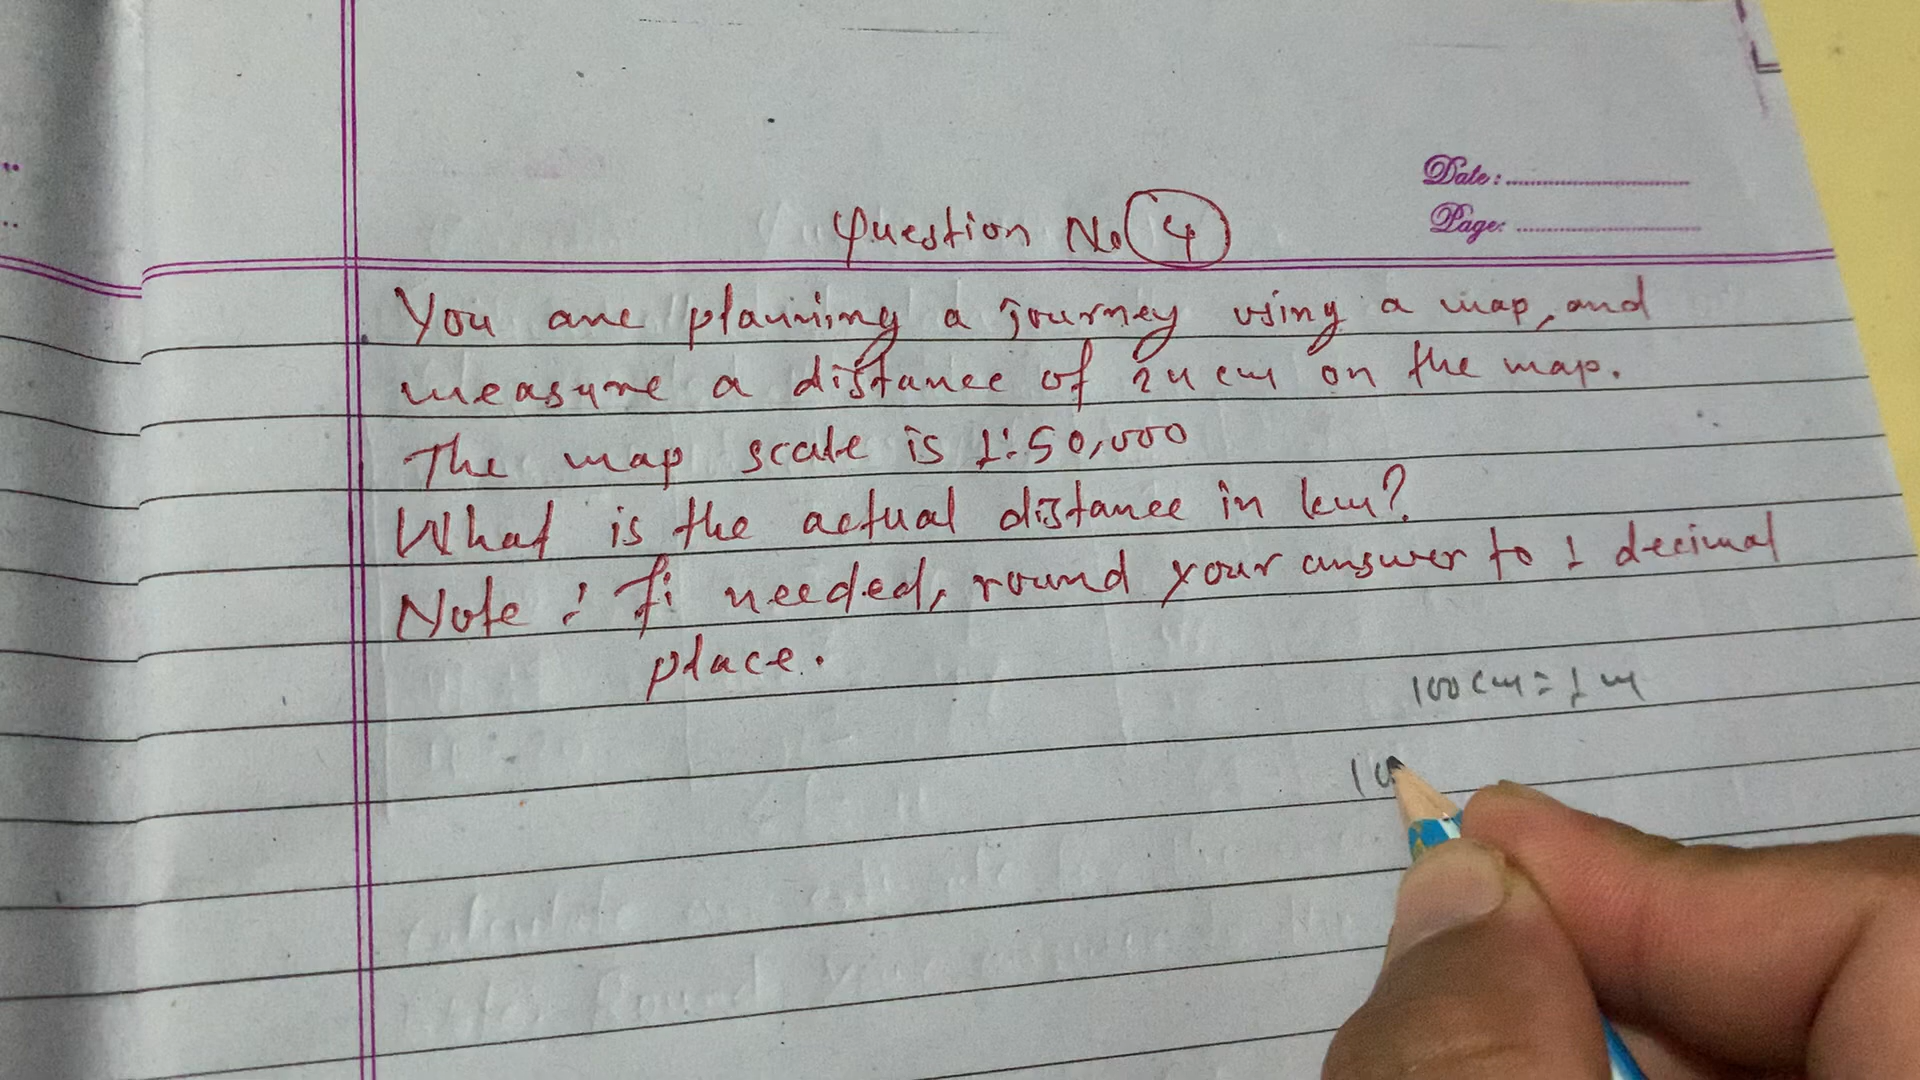 Date:
Page:
Question No 4
You are planning a journey using a map, and
measure a distance of 24 cm on the map.
The map scale is 1:50,000
What is the actual distance in km?
Note : If needed, round your answer to 1 decimal
place.
100 cm = 1 m
10